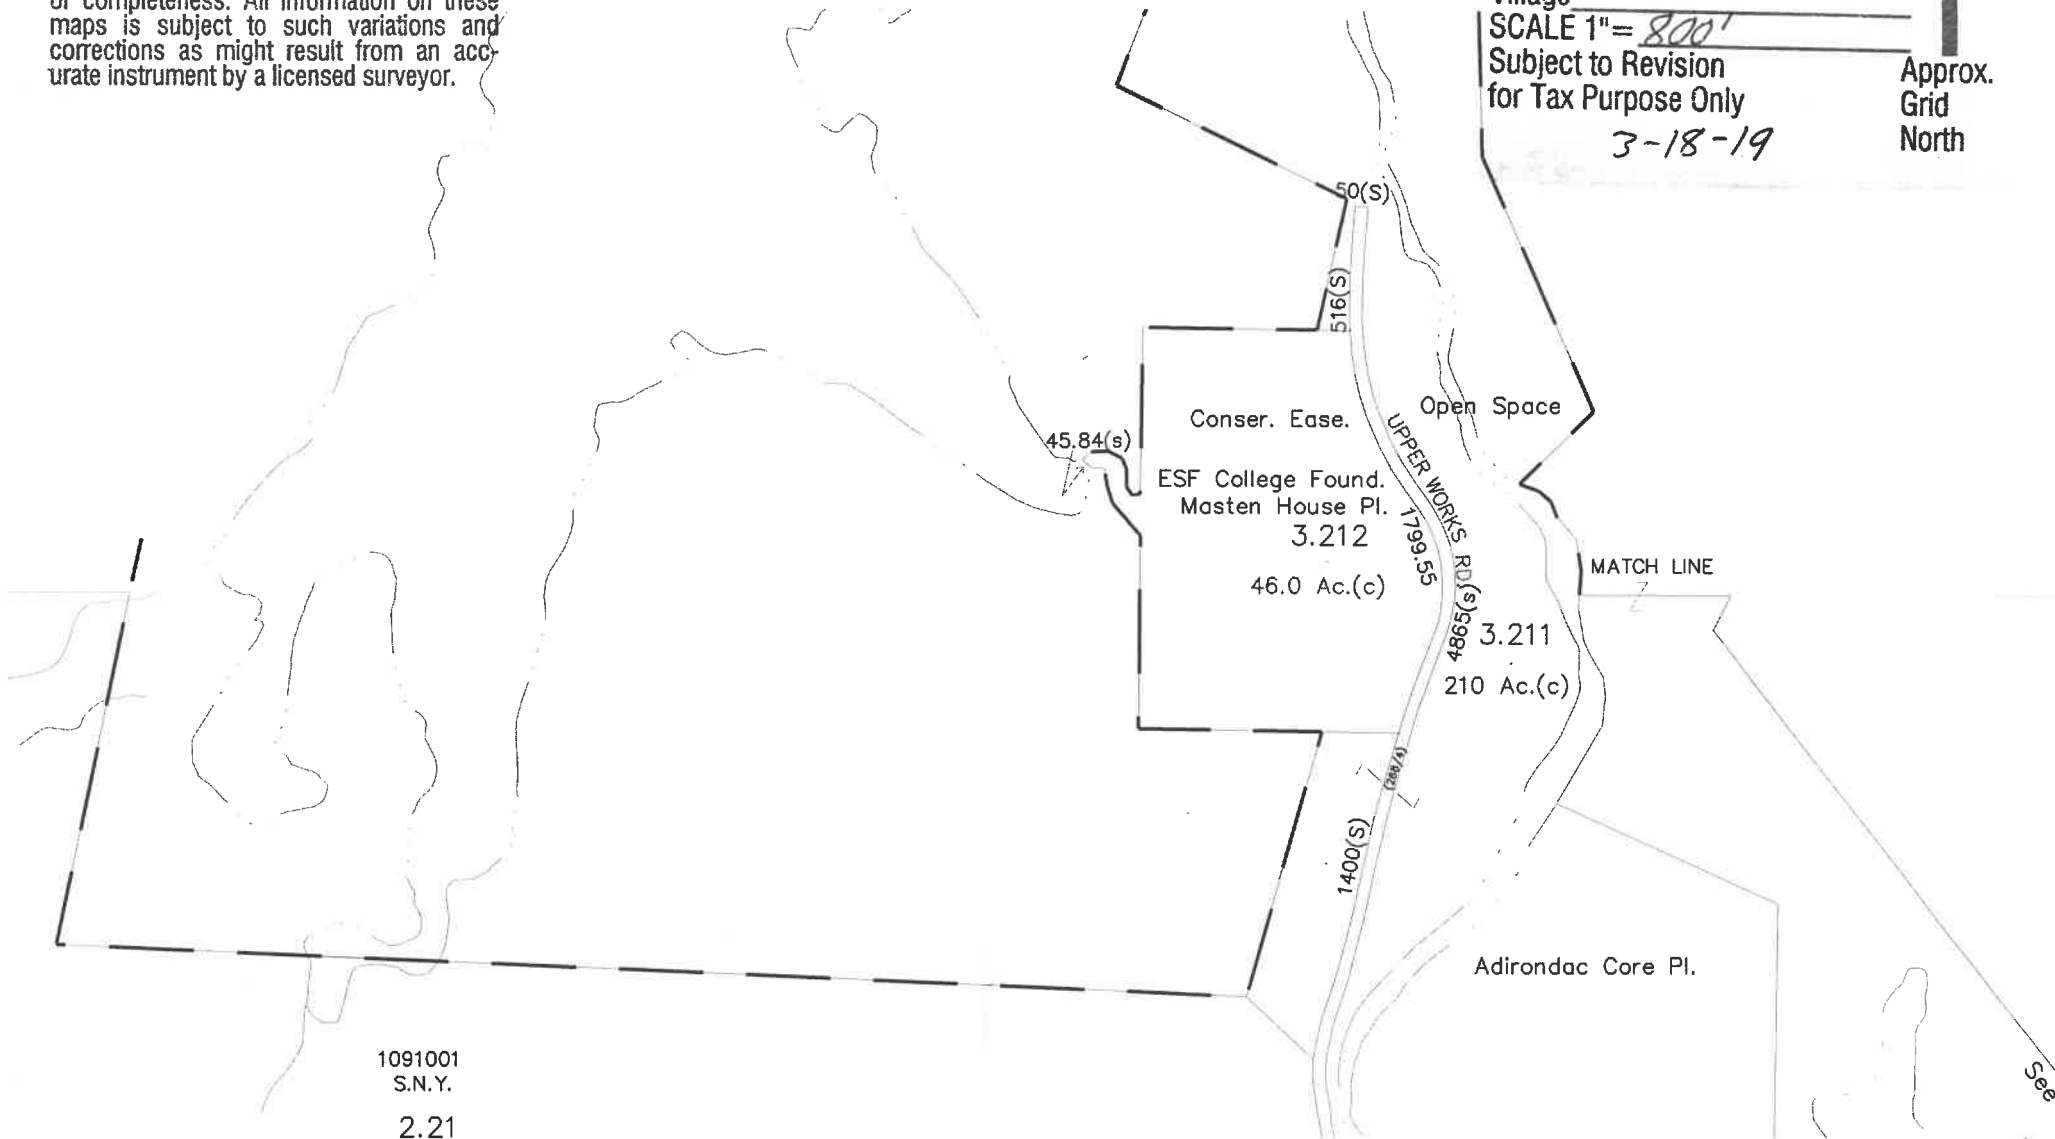 or completeness. All information on these
maps is subject to such variations and
corrections as might result from an acc-
urate instrument by a licensed surveyor.
Village
SCALE 1"= 800'
Subject to Revision
for Tax Purpose Only
3-18-19
Approx.
Grid
North
50(S)
516(S)
Conser. Ease.
Open Space
45.84(s)
ESF College Found.
Masten House Pl.
3.212
46.0 Ac.(c)
UPPER WORKS RD.
1799.55
4865(s)
MATCH LINE
Z
3.211
210 Ac.(c)
(288/4)
1400(S)
Adirondac Core Pl.
1091001
S.N.Y.
2.21
See